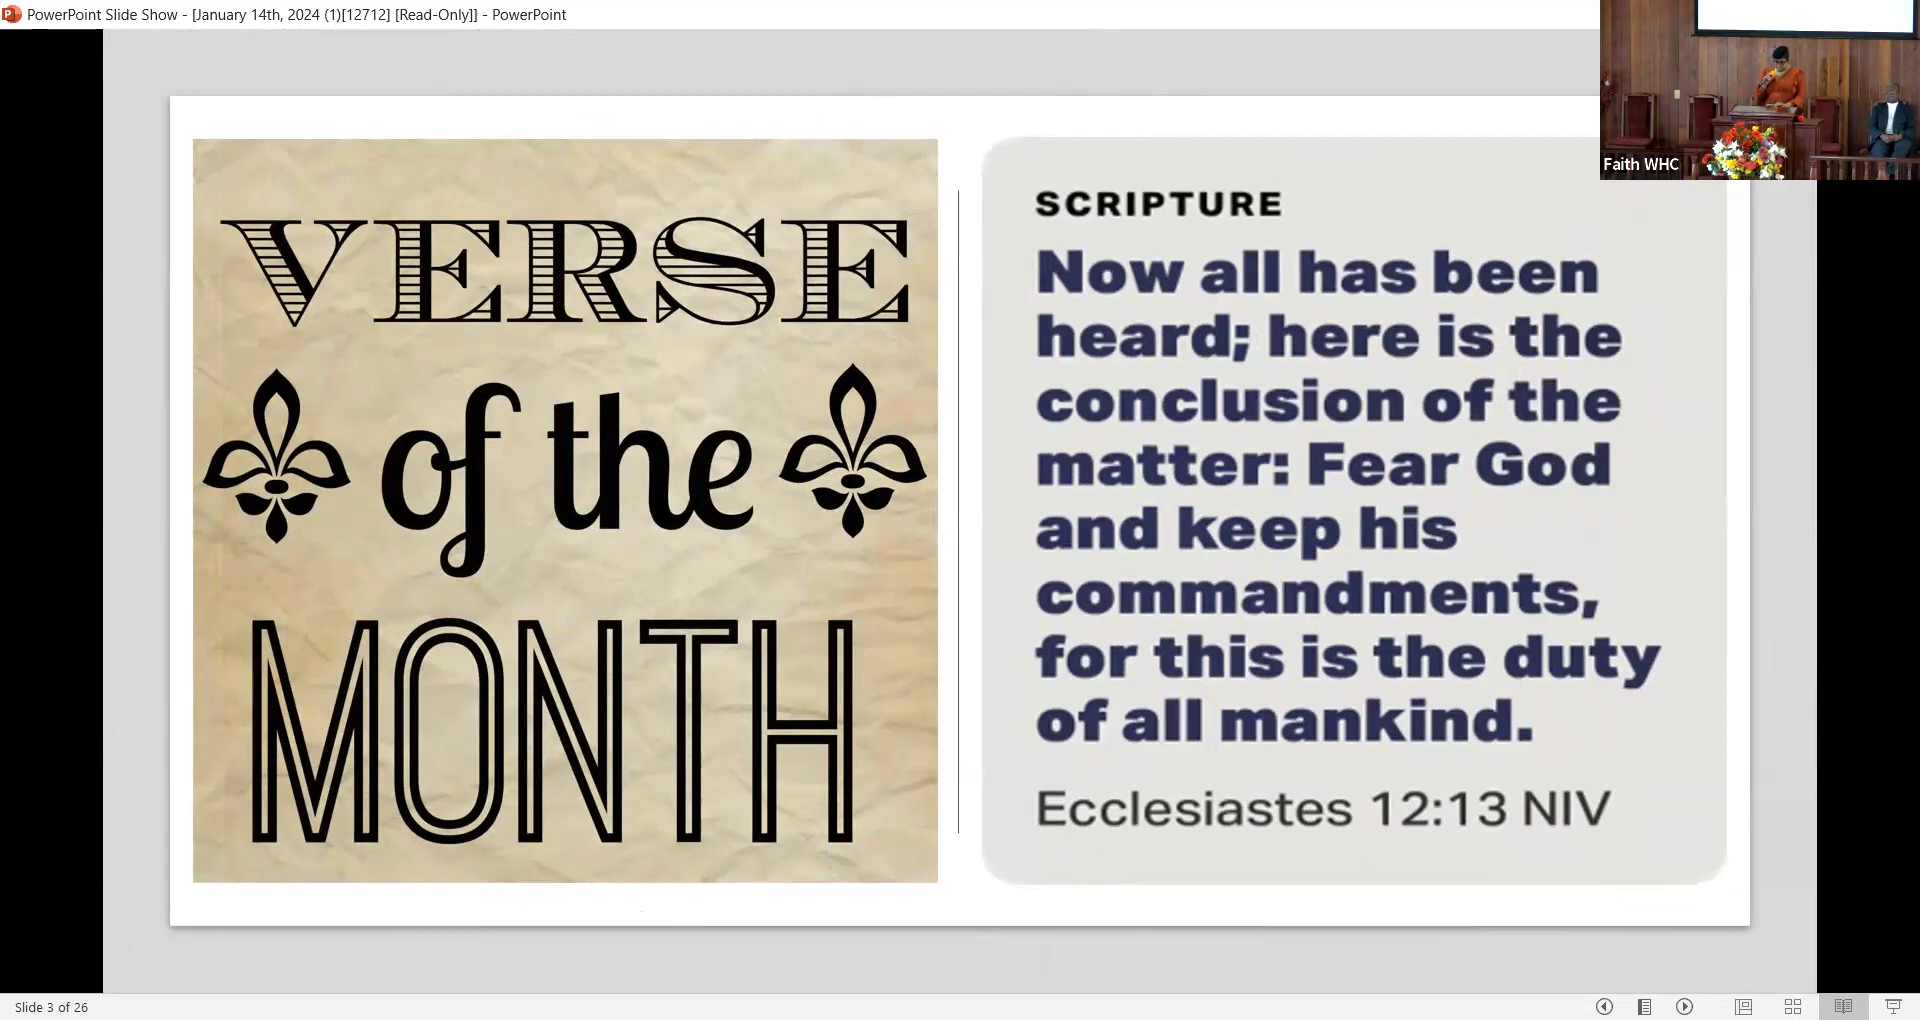 PowerPoint Slide Show - [January 14th, 2024 (1)[12712] [Read-Only]] - PowerPoint
Faith WHC
VERSE
of the
MONTH
SCRIPTURE
Now all has been
heard; here is the
conclusion of the
matter: Fear God
and keep his
commandments,
for this is the duty
of all mankind.
Ecclesiastes 12:13 NIV
Slide 3 of 26